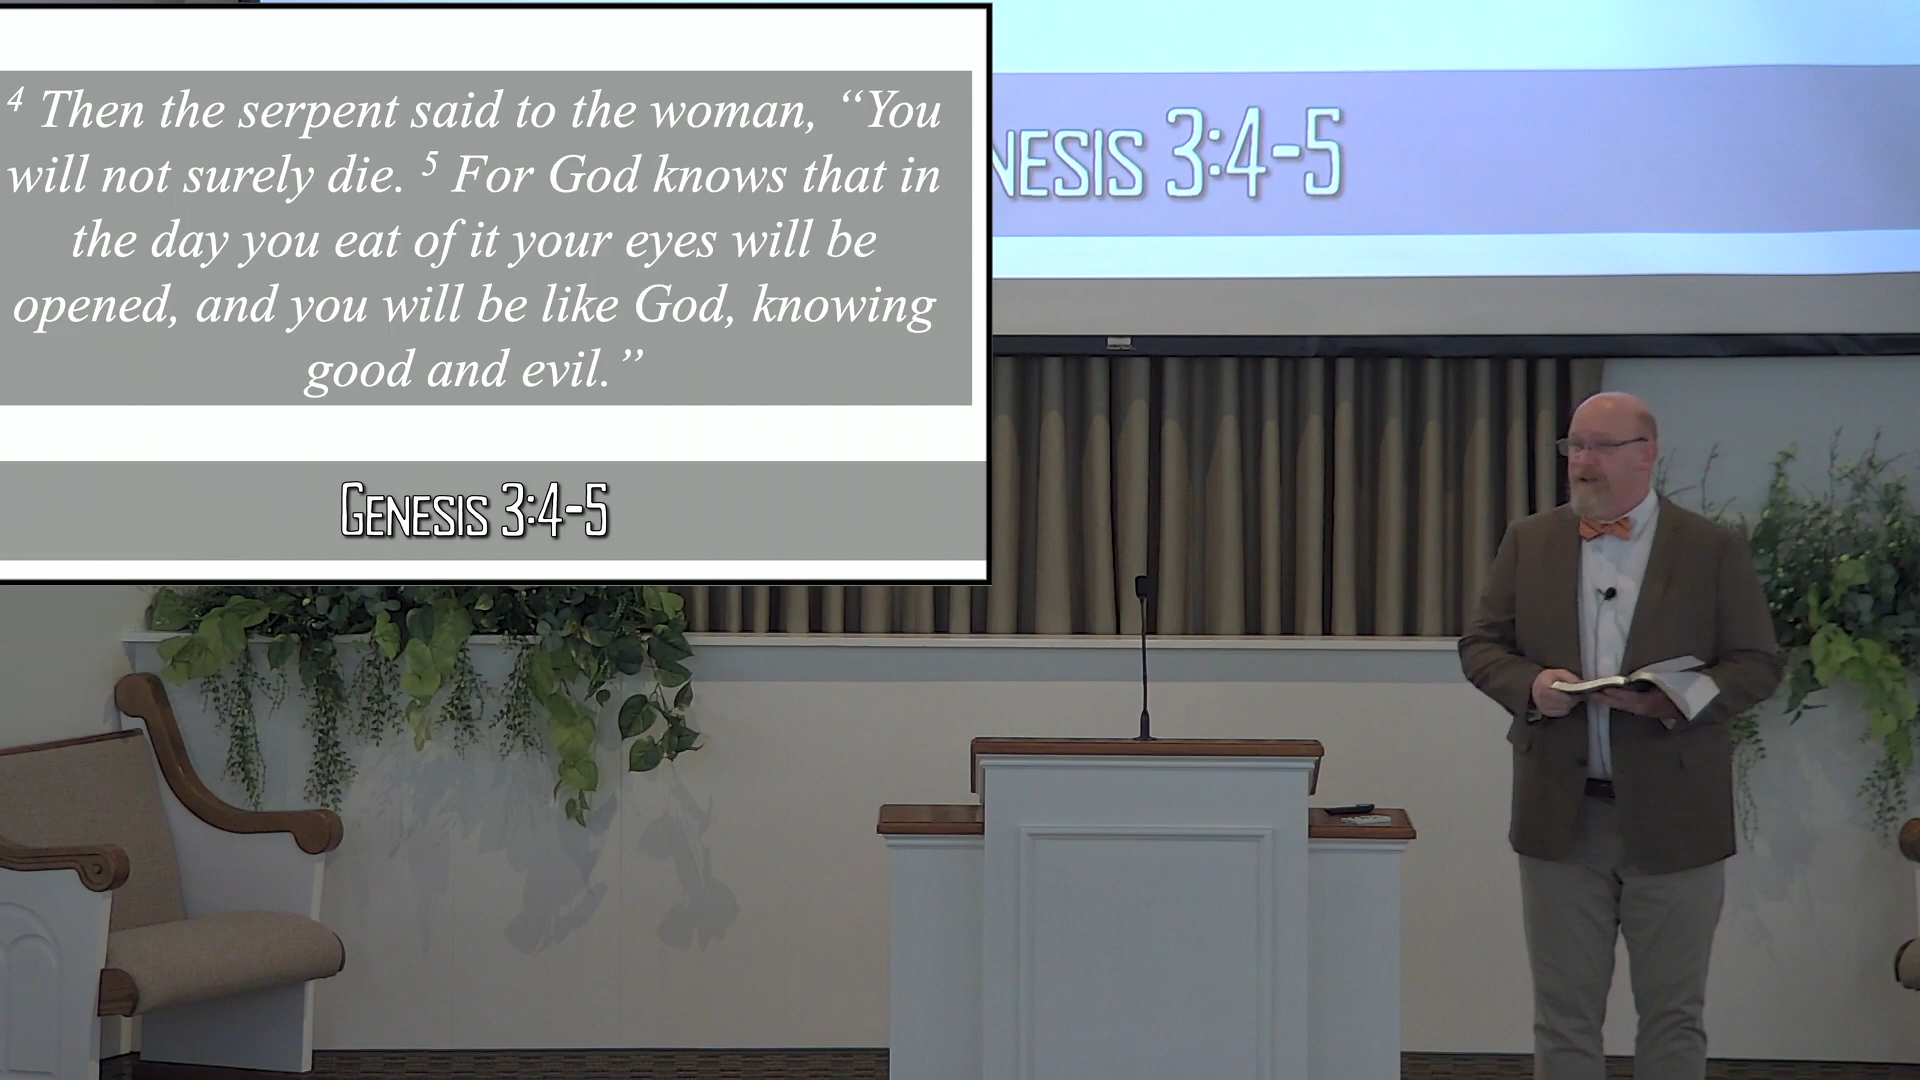 4 Then the serpent said to the woman, “You
will not surely die. 5 For God knows that in
the day you eat of it your eyes will be
opened, and you will be like God, knowing
good and evil.”
Genesis 3:4-5
nesis 3:4-5